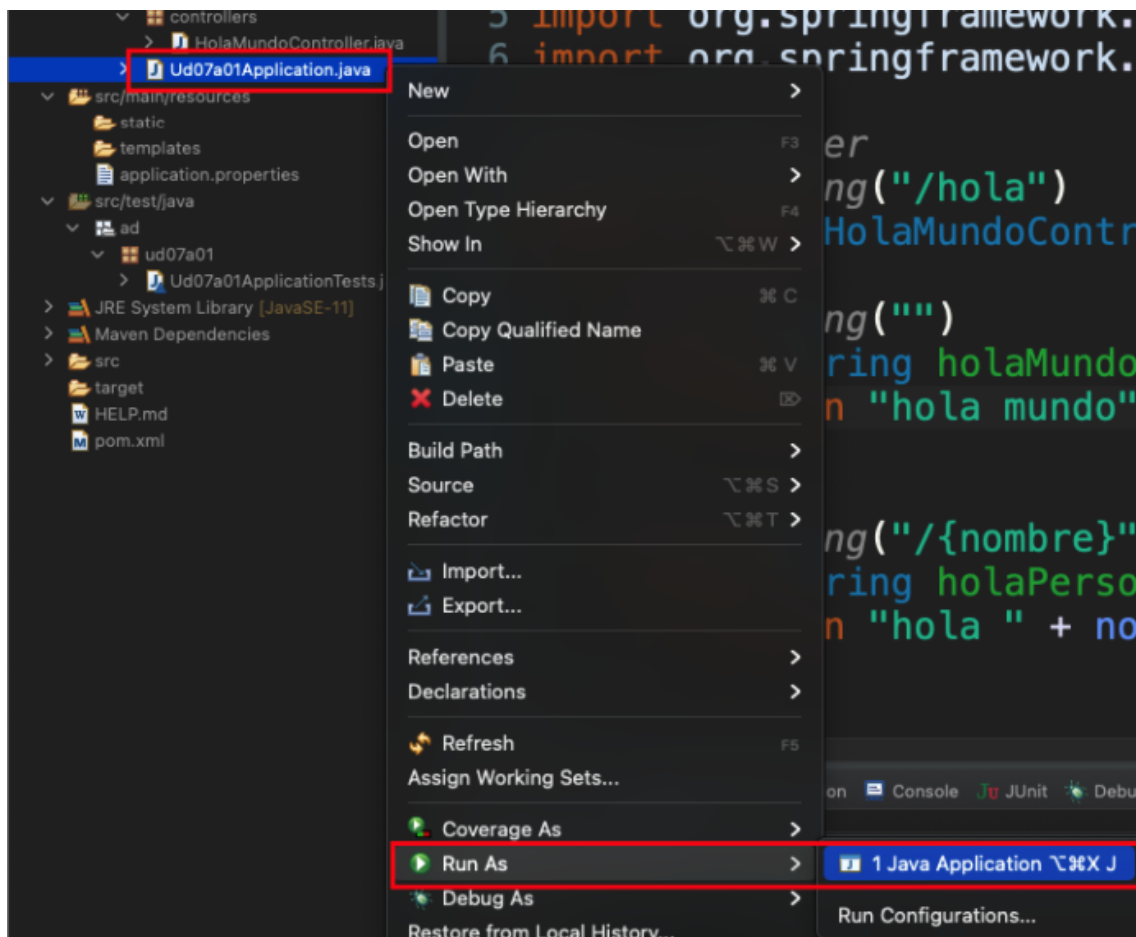 controllers
HolaMundoController.java
Ud07a01Application.java
src/main/resources
static
templates
application.properties
src/test/java
ad
ud07a01
Ud07a01ApplicationTests.j
JRE System Library [JavaSE-11]
Maven Dependencies
src
target
HELP.md
pom.xml
5 import org.springframework.
6 import org.springframework.
er
ng("/hola")
HolaMundoContr
ng("")
ring holaMundo
n "hola mundo"
ng("/{nombre}"
ring holaPerso
n "hola " + no
New
Open F3
Open With
Open Type Hierarchy F4
Show In ⌥⌘W
Copy ⌘C
Copy Qualified Name
Paste ⌘V
Delete ⌦
Build Path
Source ⌥⌘S
Refactor ⌥⌘T
Import...
Export...
References
Declarations
Refresh F5
Assign Working Sets...
Coverage As
Run As
Debug As
Restore from Local History...
on Console Ju JUnit Debu
1 Java Application ⌥⌘X J
Run Configurations...